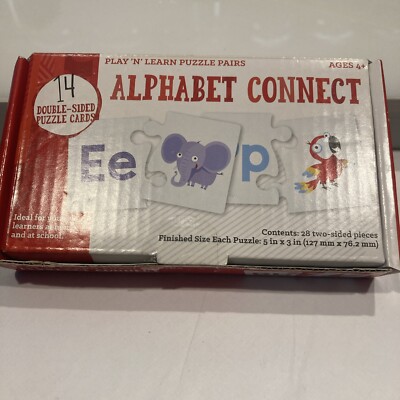 PLAY 'N' LEARN PUZZLE PAIRS
AGES 4+
14
DOUBLE-SIDED
PUZZLE CARDS
ALPHABET CONNECT
Ee
p
Ideal for
learners
and at school.
Contents: 28 two-sided pieces
Finished Size Each Puzzle: 5 in x 3 in (127 mm x 76.2 mm)